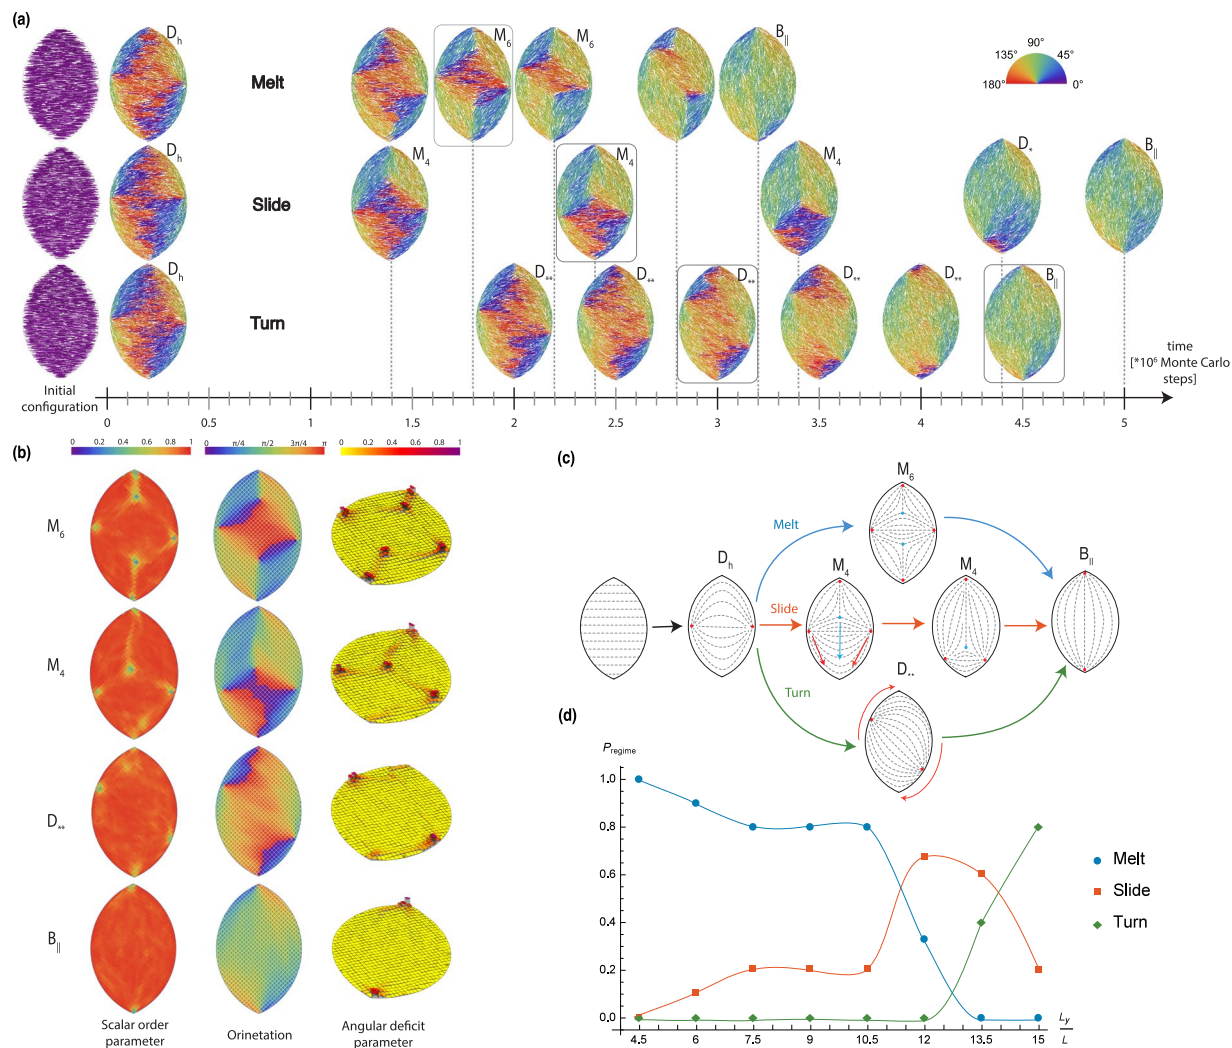 (a)
D_h
M_6
M_6
B_||
Melt
90°
135°
45°
180°
0°
D_h
M_4
M_4
M_4
D_*
B_||
Slide
D_h
D_**
D_**
D_**
D_**
D_**
B_||
Turn
time
[*10⁶ Monte Carlo
steps]
Initial
configuration
0
0.5
1
1.5
2
2.5
3
3.5
4
4.5
5
(b)
0 0.2 0.4 0.6 0.8 1
0 π/4 π/2 3π/4 π
0 0.2 0.4 0.6 0.8 1
M_6
M_4
D_**
B_||
Scalar order
parameter
Orinetation
Angular deficit
parameter
(c)
M_6
Melt
D_h
M_4
M_4
B_||
Slide
D_**
Turn
(d)
P_regime
1.0
0.8
0.6
0.4
0.2
0.0
4.5 6 7.5 9 10.5 12 13.5 15
L_y
L
Melt
Slide
Turn